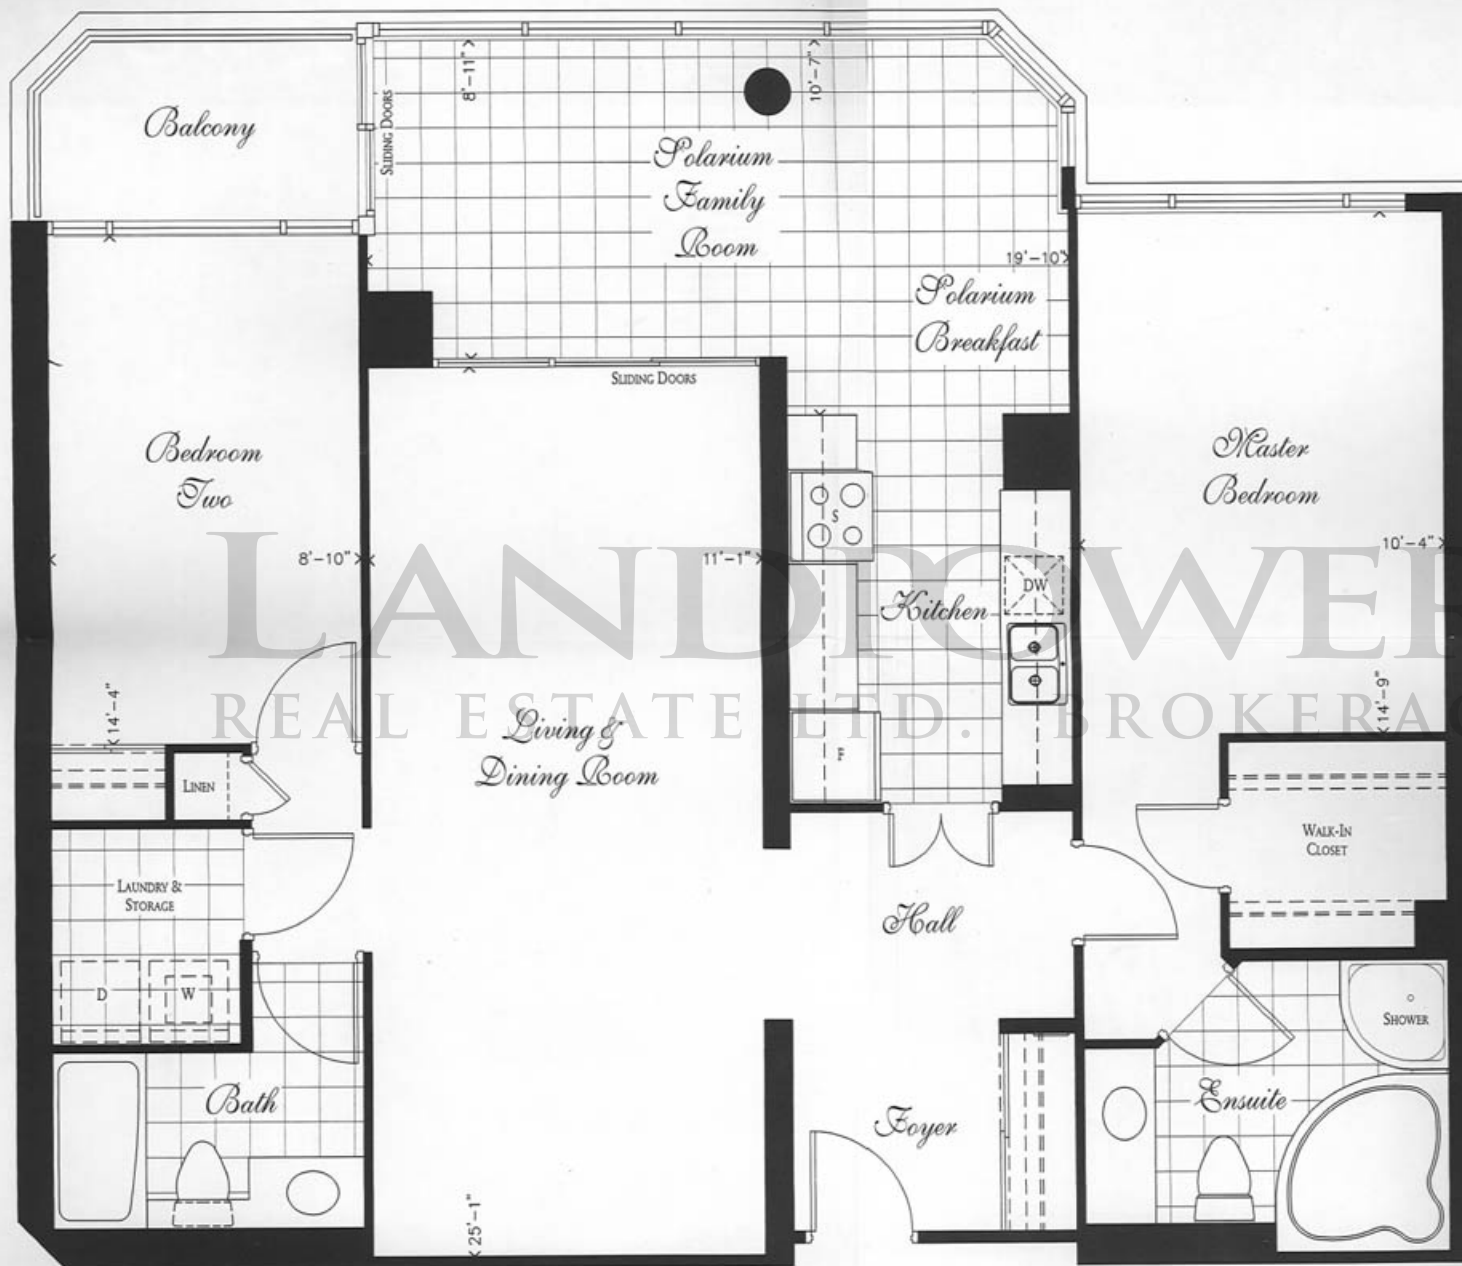 8'-11"
10'-7"
Balcony
SLIDING DOORS
Solarium
Family
Room
19'-10"
Solarium
Breakfast
SLIDING DOORS
Bedroom
Two
Master
Bedroom
S
8'-10"
11'-1"
10'-4"
DW
Kitchen
LANDPOWER
REAL ESTATE LTD. BROKERAG
14'-4"
14'-9"
Living &
Dining Room
"F"
LINEN
WALK-IN
CLOSET
LAUNDRY &
STORAGE
Hall
D
W
SHOWER
Bath
Ensuite
Foyer
25'-1"